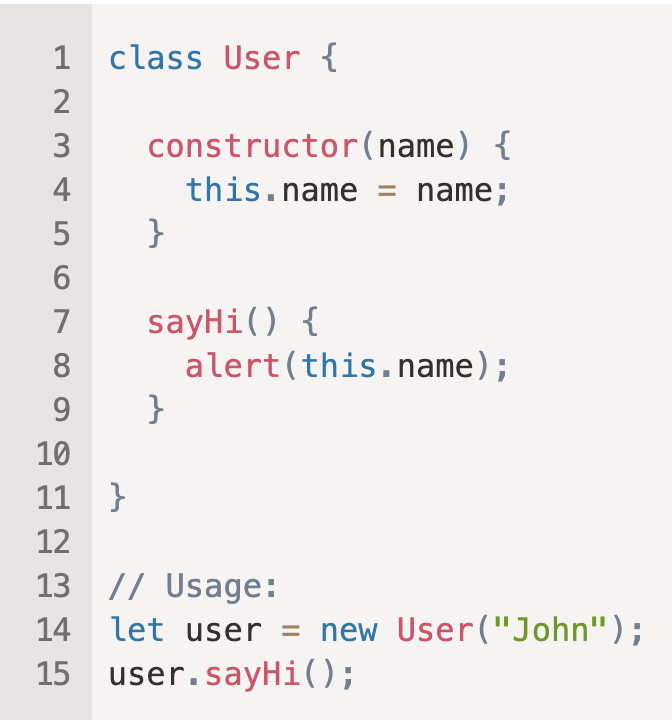 1 class User {
2
3   constructor(name) {
4     this.name = name;
5   }
6
7   sayHi() {
8     alert(this.name);
9   }
10
11 }
12
13 // Usage:
14 let user = new User("John");
15 user.sayHi();